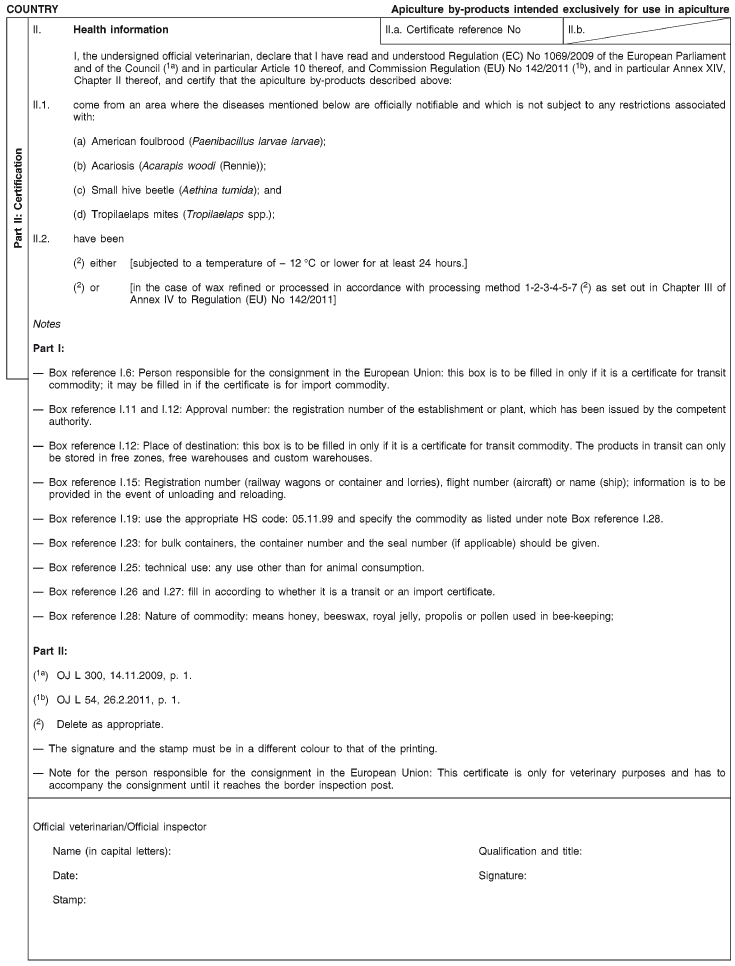 COUNTRY
Apiculture by-products intended exclusively for use in apiculture
Part II: Certification
II. Health information
II.a. Certificate reference No
II.b.
I, the undersigned official veterinarian, declare that I have read and understood Regulation (EC) No 1069/2009 of the European Parliament
and of the Council (1a) and in particular Article 10 thereof, and Commission Regulation (EU) No 142/2011 (1b), and in particular Annex XIV,
Chapter II thereof, and certify that the apiculture by-products described above:
II.1. come from an area where the diseases mentioned below are officially notifiable and which is not subject to any restrictions associated
with:
(a) American foulbrood (Paenibacillus larvae larvae);
(b) Acariosis (Acarapis woodi (Rennie));
(c) Small hive beetle (Aethina tumida); and
(d) Tropilaelaps mites (Tropilaelaps spp.);
II.2. have been
(2) either [subjected to a temperature of – 12 °C or lower for at least 24 hours.]
(2) or [in the case of wax refined or processed in accordance with processing method 1-2-3-4-5-7 (2) as set out in Chapter III of
Annex IV to Regulation (EU) No 142/2011]
Notes
Part I:
— Box reference I.6: Person responsible for the consignment in the European Union: this box is to be filled in only if it is a certificate for transit
commodity; it may be filled in if the certificate is for import commodity.
— Box reference I.11 and I.12: Approval number: the registration number of the establishment or plant, which has been issued by the competent
authority.
— Box reference I.12: Place of destination: this box is to be filled in only if it is a certificate for transit commodity. The products in transit can only
be stored in free zones, free warehouses and custom warehouses.
— Box reference I.15: Registration number (railway wagons or container and lorries), flight number (aircraft) or name (ship); information is to be
provided in the event of unloading and reloading.
— Box reference I.19: use the appropriate HS code: 05.11.99 and specify the commodity as listed under note Box reference I.28.
— Box reference I.23: for bulk containers, the container number and the seal number (if applicable) should be given.
— Box reference I.25: technical use: any use other than for animal consumption.
— Box reference I.26 and I.27: fill in according to whether it is a transit or an import certificate.
— Box reference I.28: Nature of commodity: means honey, beeswax, royal jelly, propolis or pollen used in bee-keeping;
Part II:
(1a) OJ L 300, 14.11.2009, p. 1.
(1b) OJ L 54, 26.2.2011, p. 1.
(2) Delete as appropriate.
— The signature and the stamp must be in a different colour to that of the printing.
— Note for the person responsible for the consignment in the European Union: This certificate is only for veterinary purposes and has to
accompany the consignment until it reaches the border inspection post.
Official veterinarian/Official inspector
Name (in capital letters):
Qualification and title:
Date:
Signature:
Stamp: